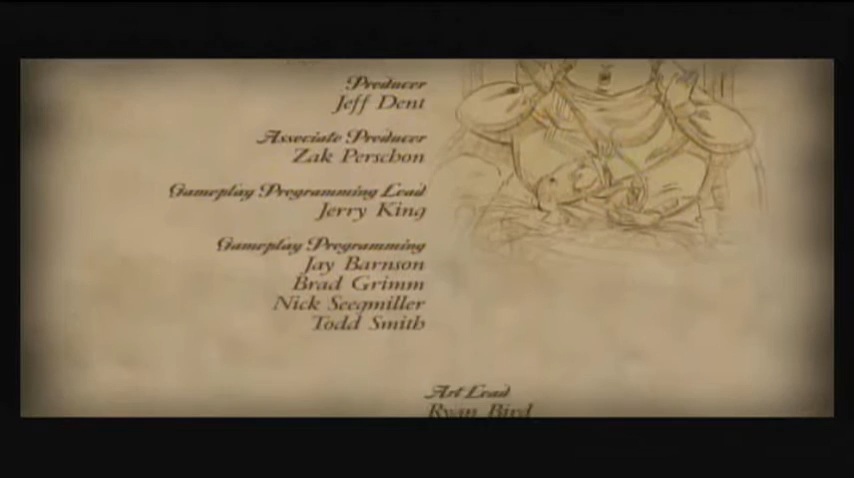 Producer
Jeff Dent
Associate Producer
Zak Perschon
Gameplay Programming Lead
Jerry King
Gameplay Programming
Jay Barnson
Brad Grimm
Nick Seegmiller
Todd Smith
Art Lead
Ryan Bird